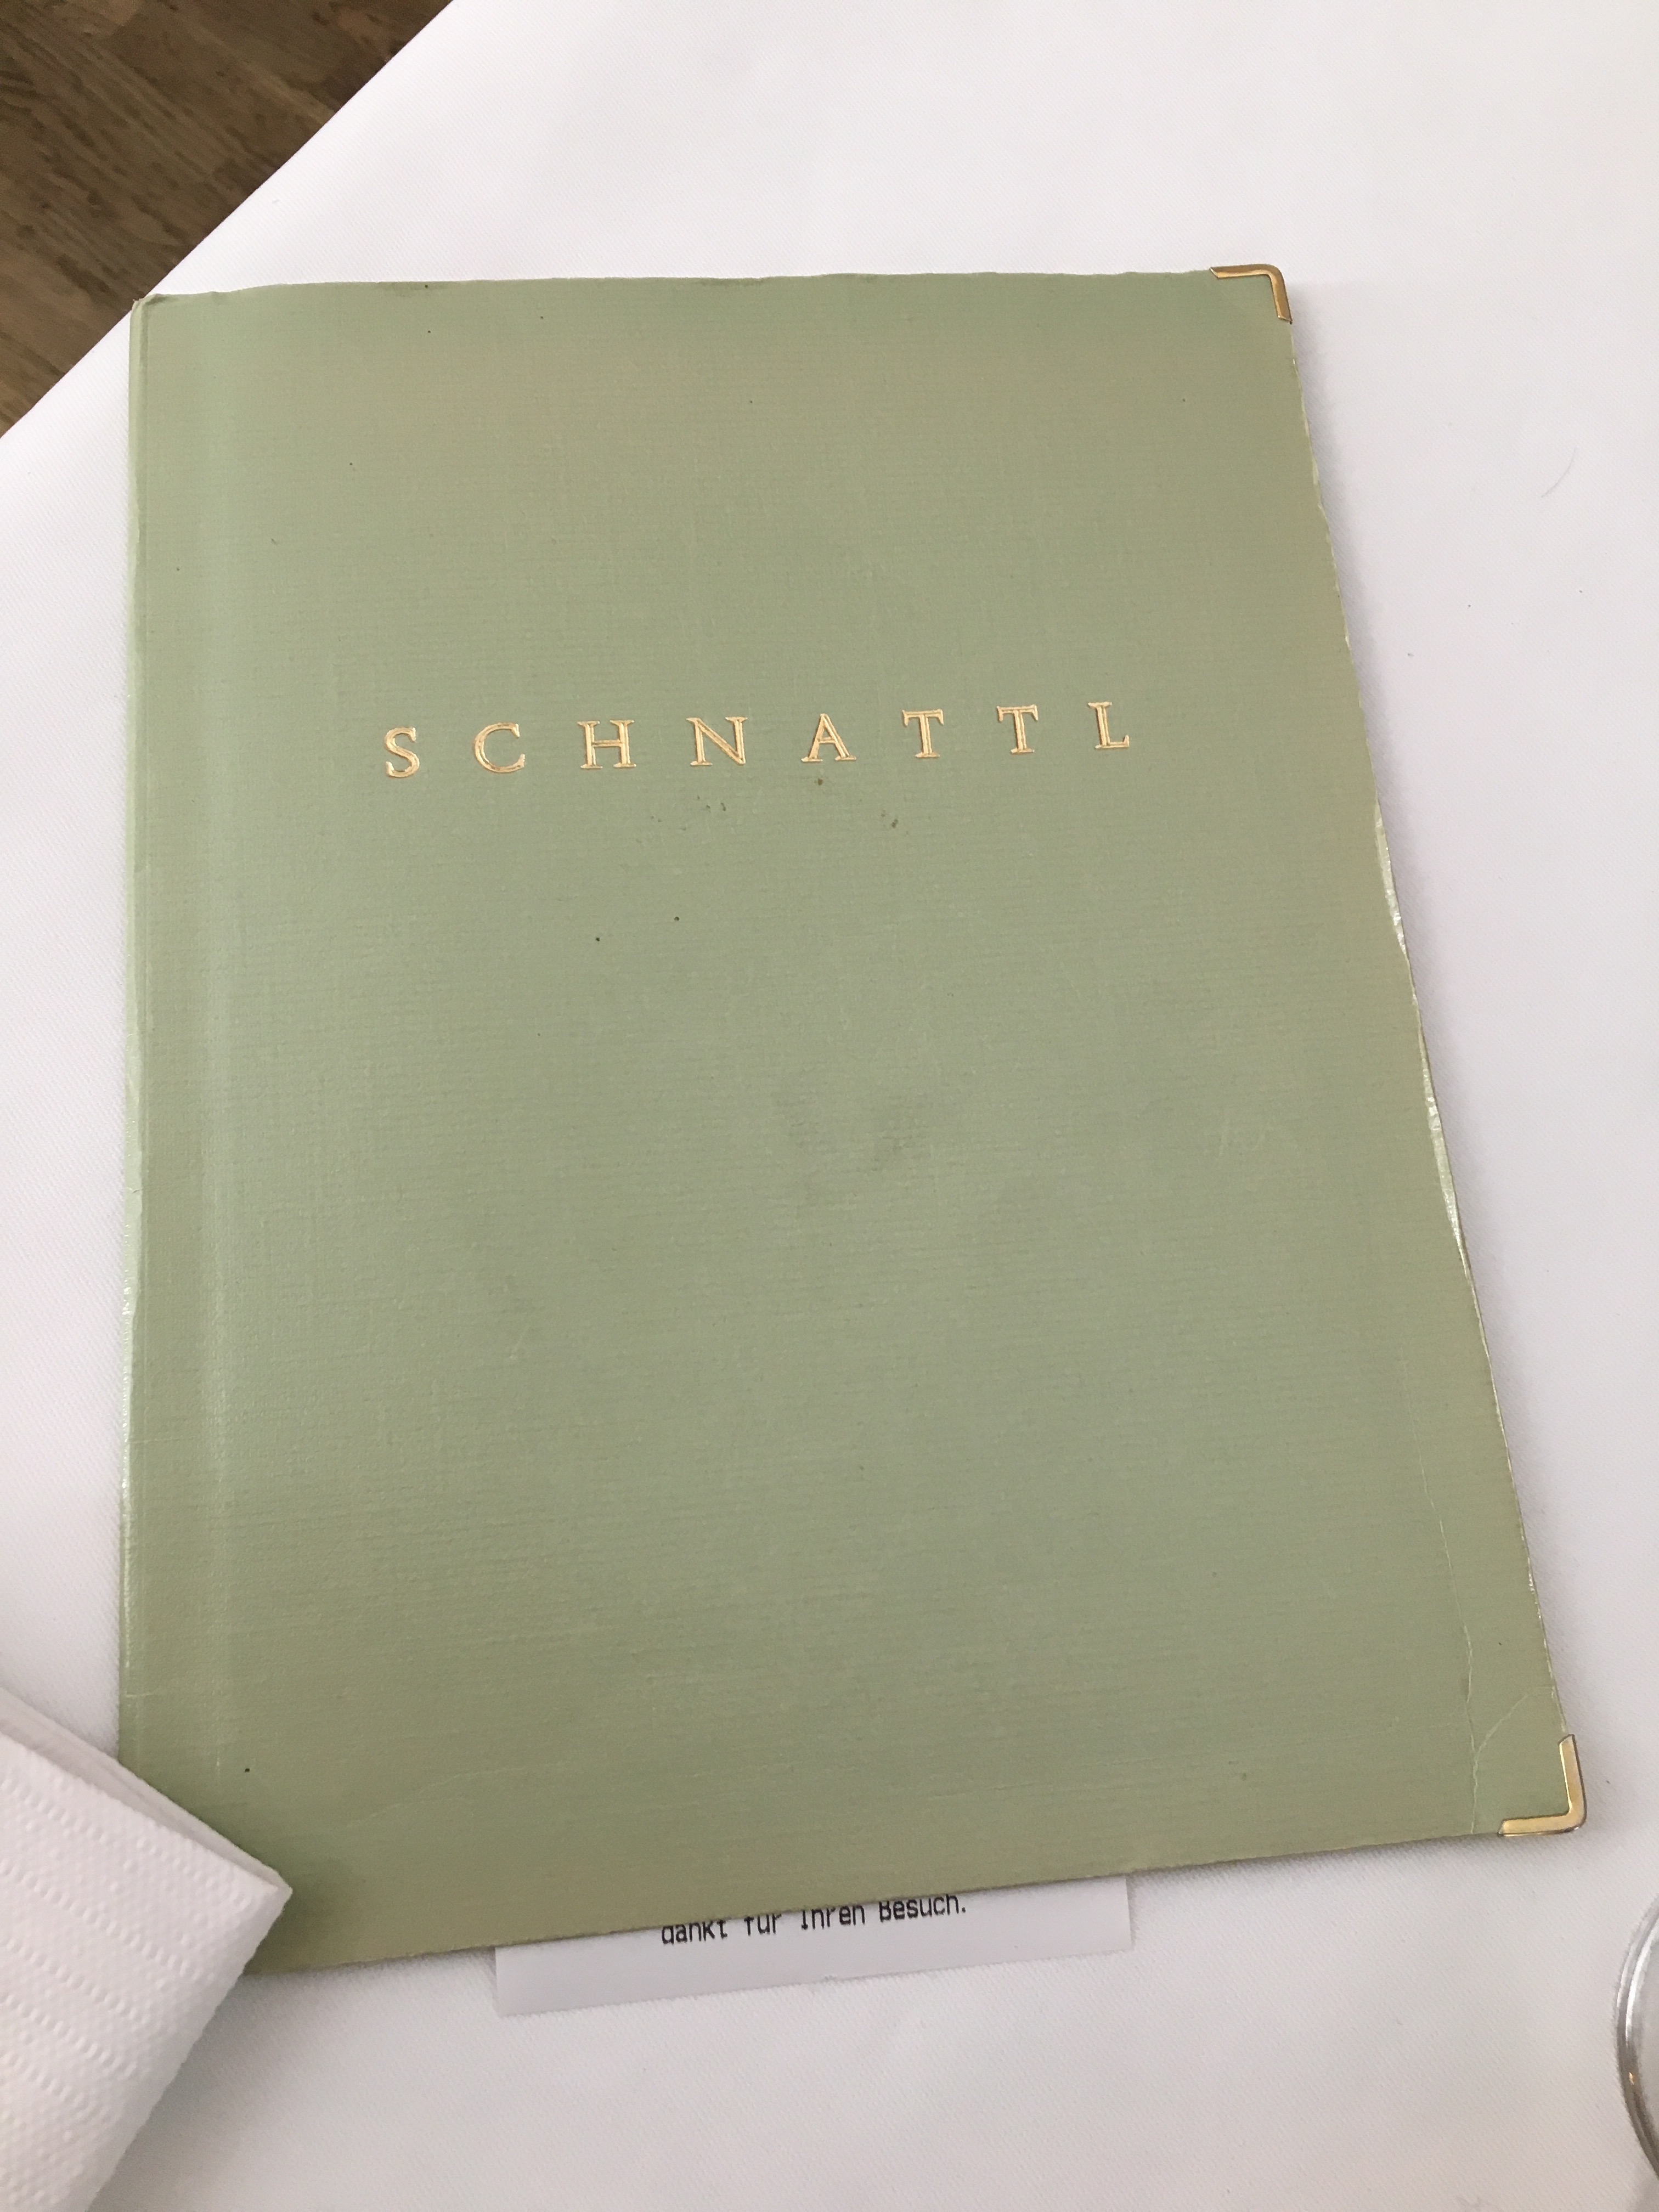 SCHNATTL
dankt für Ihren Besuch.